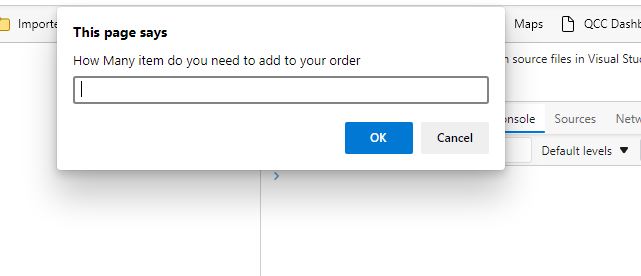 Importe
This page says
Maps
QCC Dashb
How Many item do you need to add to your order
n source files in Visual Stu
OK
Cancel
onsole
Sources
Netw
Default levels